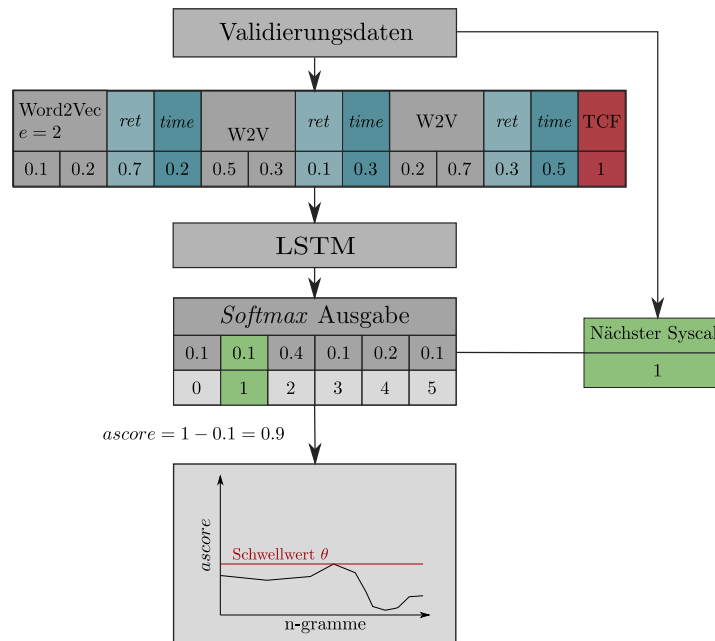 Validierungsdaten
Word2Vec ret time W2V ret time W2V ret time TCF
e = 2
0.1 0.2 0.7 0.2 0.5 0.3 0.1 0.3 0.2 0.7 0.3 0.5 1
LSTM
Softmax Ausgabe
0.1 0.1 0.4 0.1 0.2 0.1
0 1 2 3 4 5
Nächster Syscal
1
ascore = 1 − 0.1 = 0.9
ascore
Schwellwert θ
n-gramme